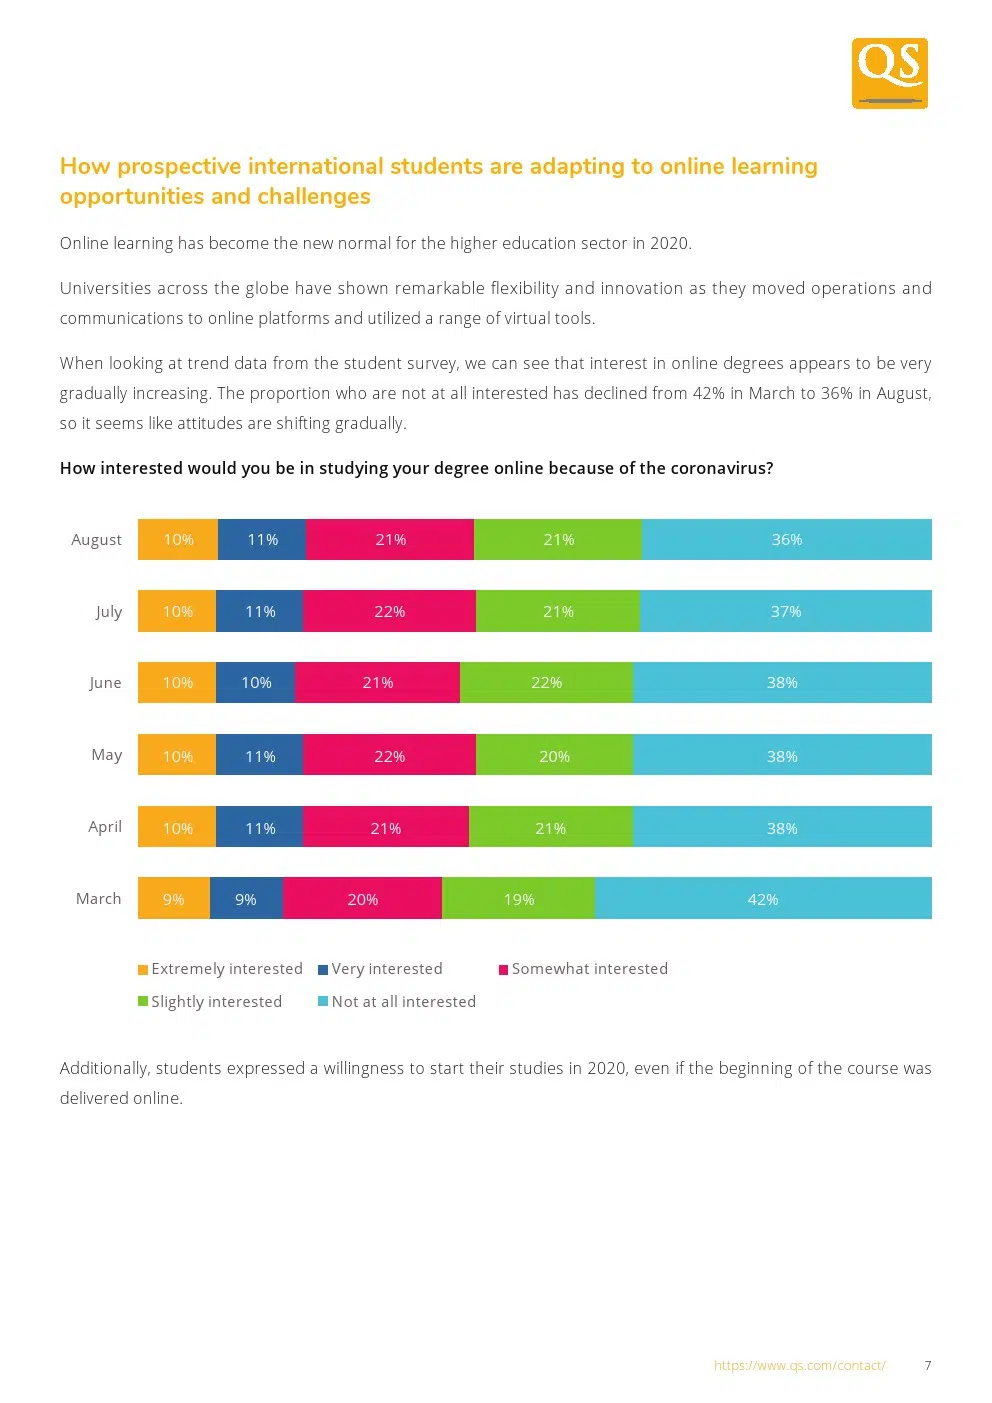 QS
How prospective international students are adapting to online learning
opportunities and challenges
Online learning has become the new normal for the higher education sector in 2020.
Universities across the globe have shown remarkable flexibility and innovation as they moved operations and
communications to online platforms and utilized a range of virtual tools.
When looking at trend data from the student survey, we can see that interest in online degrees appears to be very
gradually increasing. The proportion who are not at all interested has declined from 42% in March to 36% in August,
so it seems like attitudes are shifting gradually.
How interested would you be in studying your degree online because of the coronavirus?
August 10% 11% 21% 21% 36%
July 10% 11% 22% 21% 37%
June 10% 10% 21% 22% 38%
May 10% 11% 22% 20% 38%
April 10% 11% 21% 21% 38%
March 9% 9% 20% 19% 42%
Extremely interested Very interested Somewhat interested
Slightly interested Not at all interested
Additionally, students expressed a willingness to start their studies in 2020, even if the beginning of the course was
delivered online.
https://www.qs.com/contact/ 7